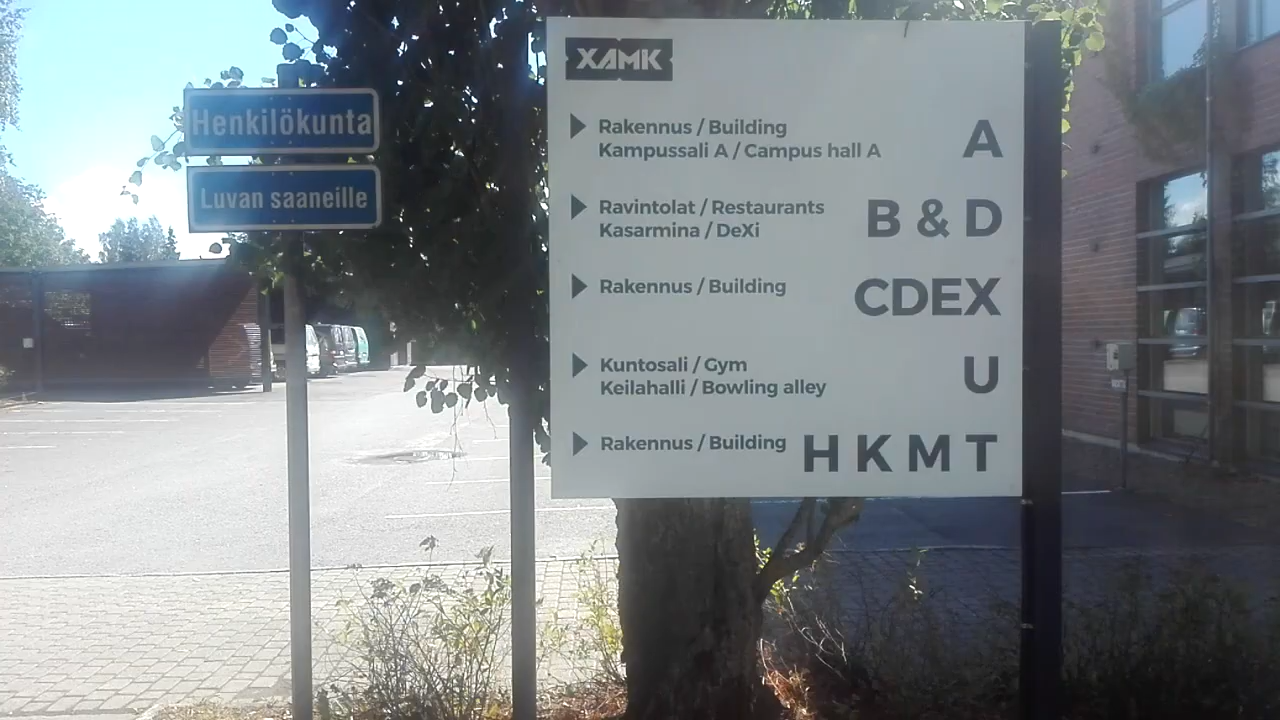 Henkilökunta
Luvan saaneille
XAMK
Rakennus / Building
Kampussali A / Campus hall A
A
Ravintolat / Restaurants
Kasarmina / DeXi
B & D
Rakennus / Building
CDEX
Kuntosali / Gym
Keilahalli / Bowling alley
U
Rakennus / Building
H K M T